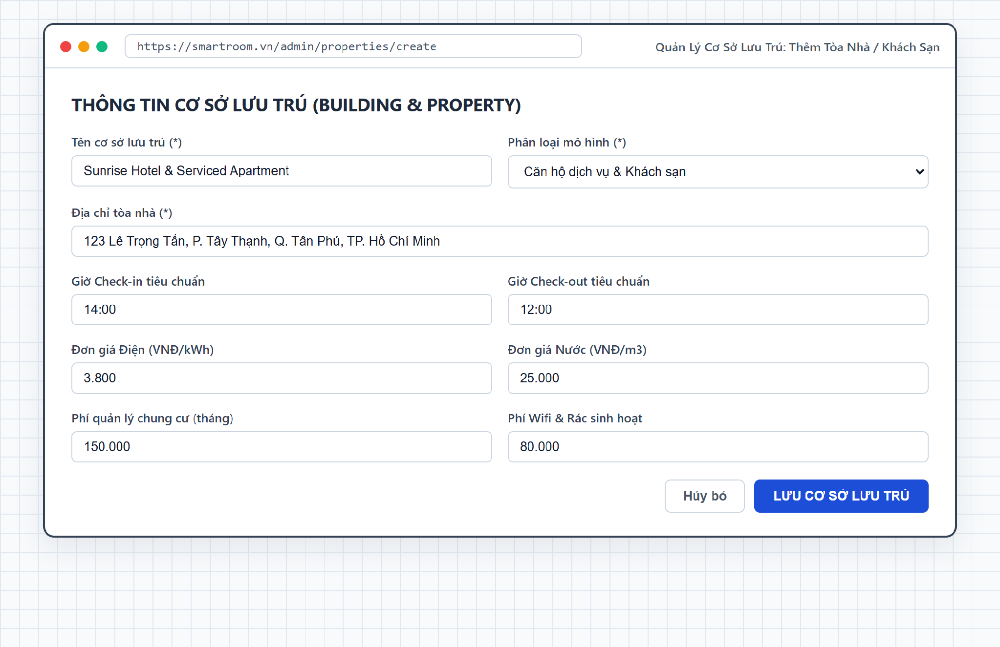 https://smartroom.vn/admin/properties/create
Quản Lý Cơ Sở Lưu Trú: Thêm Tòa Nhà / Khách Sạn
THÔNG TIN CƠ SỞ LƯU TRÚ (BUILDING & PROPERTY)
Tên cơ sở lưu trú (*)
Phân loại mô hình (*)
Sunrise Hotel & Serviced Apartment
Căn hộ dịch vụ & Khách sạn
Địa chỉ tòa nhà (*)
123 Lê Trọng Tấn, P. Tây Thạnh, Q. Tân Phú, TP. Hồ Chí Minh
Giờ Check-in tiêu chuẩn
Giờ Check-out tiêu chuẩn
14:00
12:00
Đơn giá Điện (VNĐ/kWh)
Đơn giá Nước (VNĐ/m3)
3.800
25.000
Phí quản lý chung cư (tháng)
Phí Wifi & Rác sinh hoạt
150.000
80.000
Hủy bỏ
LƯU CƠ SỞ LƯU TRÚ